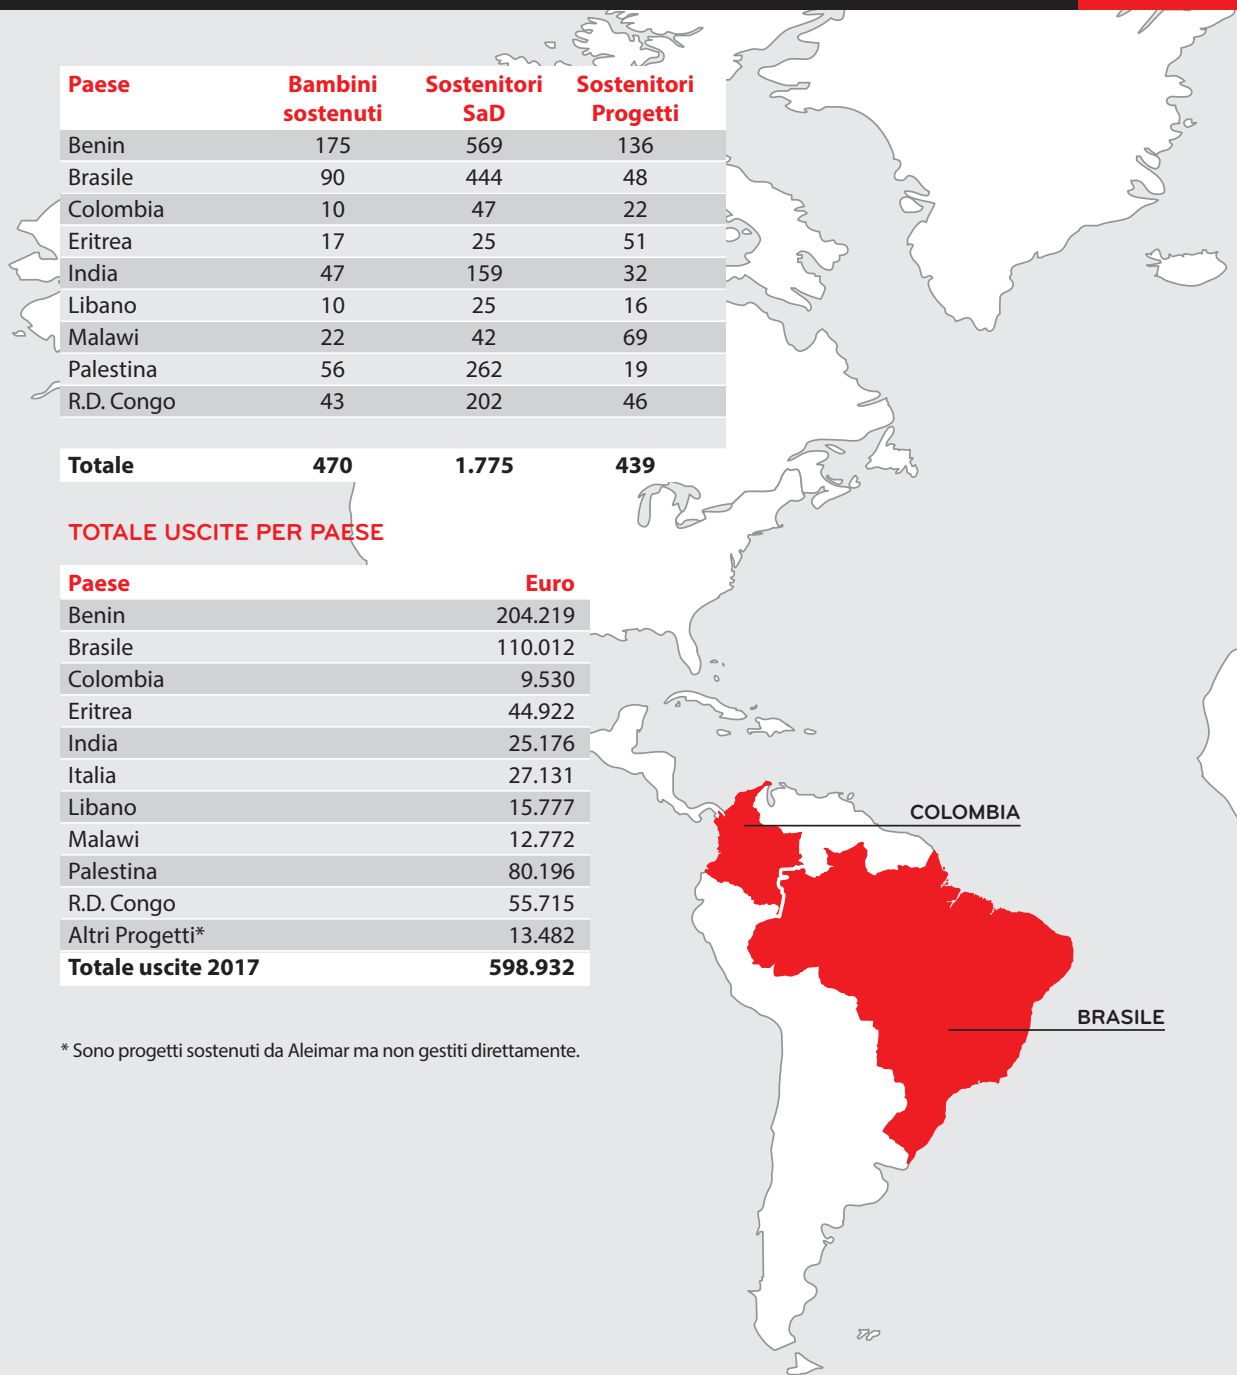 Paese Bambini sostenuti Sostenitori SaD Sostenitori Progetti
Benin 175 569 136
Brasile 90 444 48
Colombia 10 47 22
Eritrea 17 25 51
India 47 159 32
Libano 10 25 16
Malawi 22 42 69
Palestina 56 262 19
R.D. Congo 43 202 46
Totale 470 1.775 439
TOTALE USCITE PER PAESE
Paese Euro
Benin 204.219
Brasile 110.012
Colombia 9.530
Eritrea 44.922
India 25.176
Italia 27.131
Libano 15.777
Malawi 12.772
Palestina 80.196
R.D. Congo 55.715
Altri Progetti* 13.482
Totale uscite 2017 598.932
* Sono progetti sostenuti da Aleimar ma non gestiti direttamente.
COLOMBIA
BRASILE